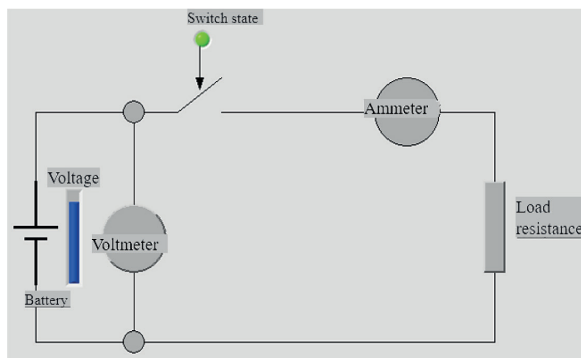 Switch state
Ammeter
Voltage
Voltmeter
Load
resistance
Battery